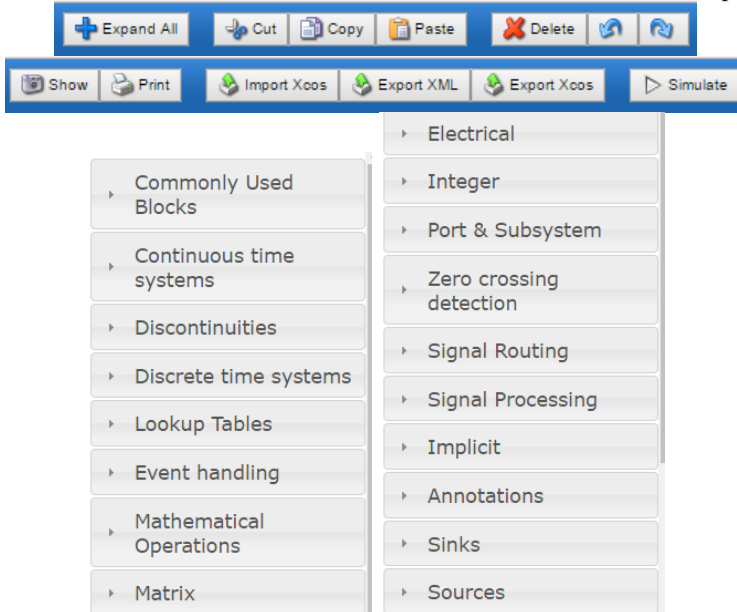 Expand All Cut Copy Paste Delete
Show Print Import Xcos Export XML Export Xcos Simulate
Commonly Used
Blocks
Continuous time
systems
Discontinuities
Discrete time systems
Lookup Tables
Event handling
Mathematical
Operations
Matrix
Electrical
Integer
Port & Subsystem
Zero crossing
detection
Signal Routing
Signal Processing
Implicit
Annotations
Sinks
Sources